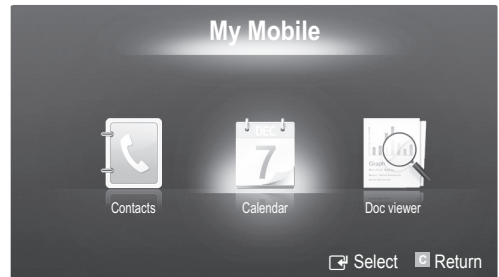 My Mobile
DEC
7
Graph
Contacts
Calendar
Doc viewer
Select C Return